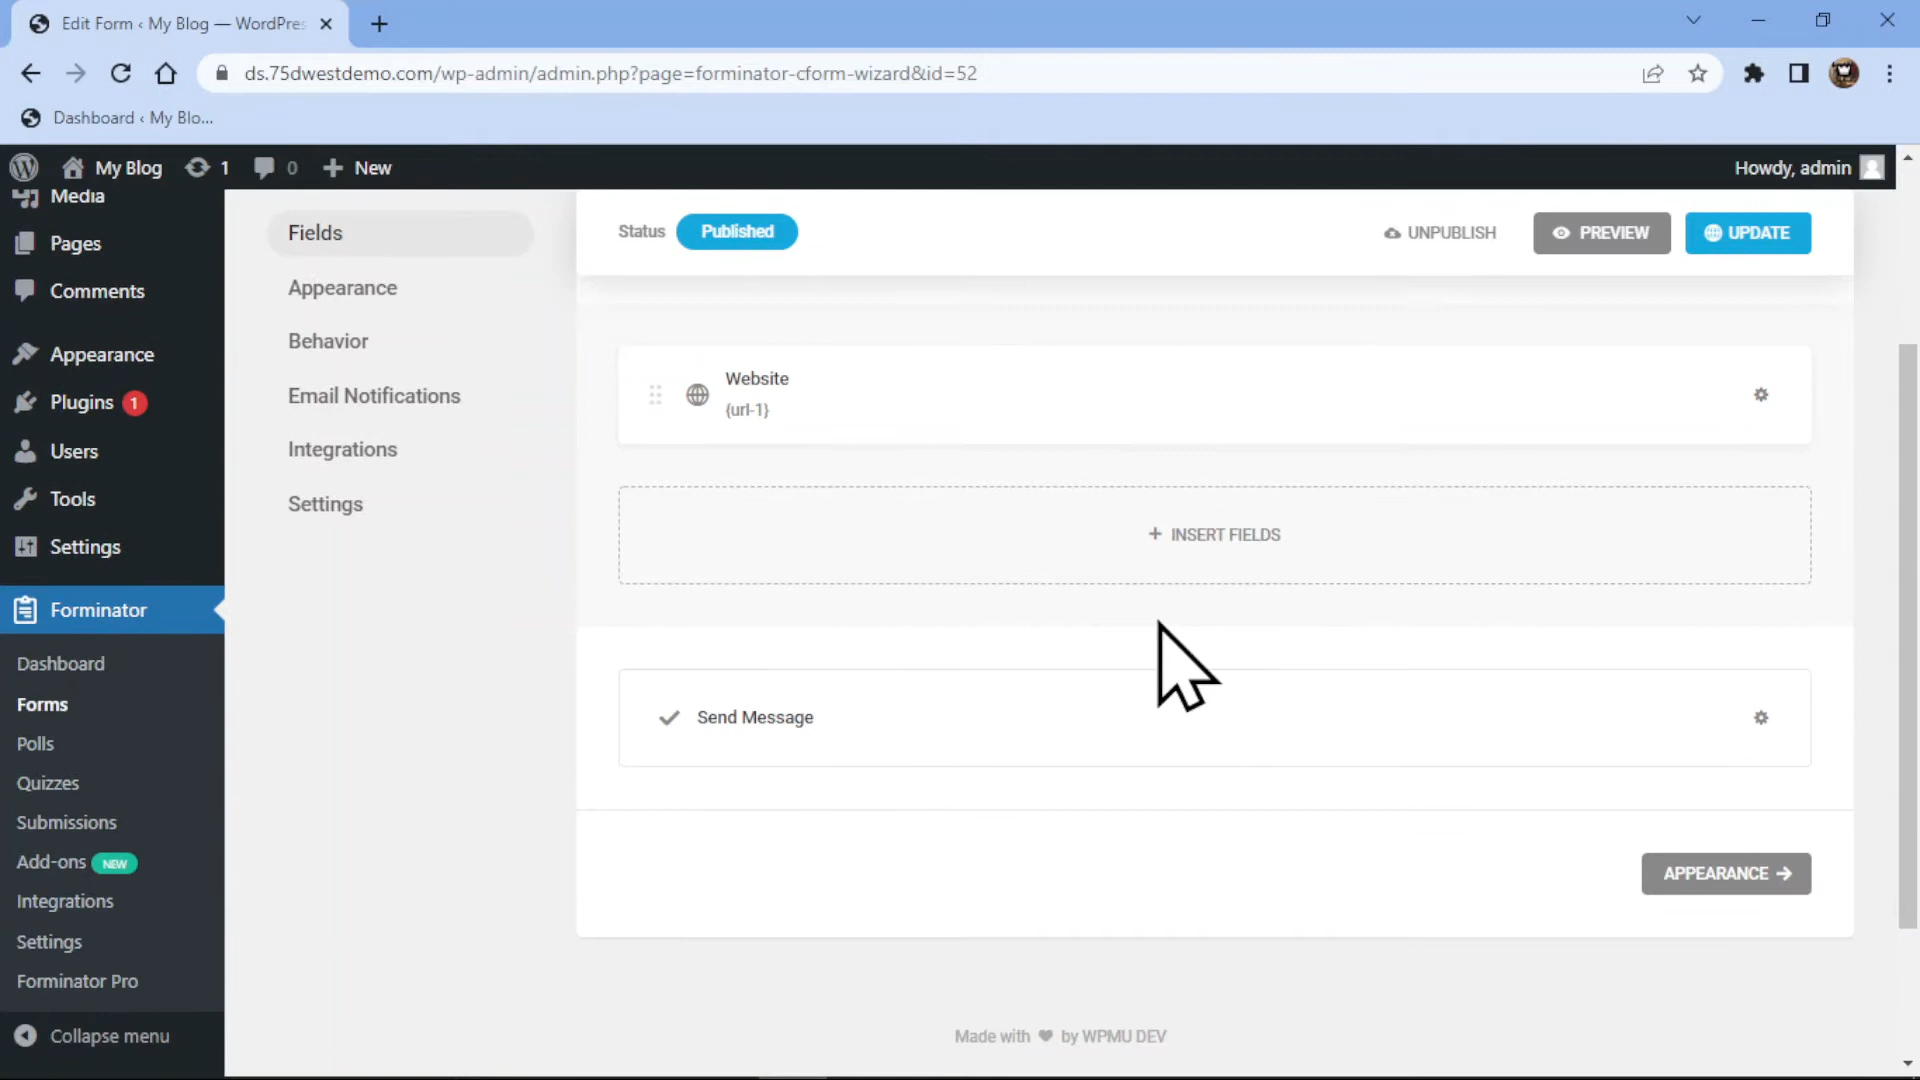 Edit Form ‹ My Blog — WordPres
ds.75dwestdemo.com/wp-admin/admin.php?page=forminator-cform-wizard&id=52
Dashboard ‹ My Blo...
My Blog 1 0 New Howdy, admin
Media
Pages
Comments
Appearance
Plugins 1
Users
Tools
Settings
Forminator
Dashboard
Forms
Polls
Quizzes
Submissions
Add-ons NEW
Integrations
Settings
Forminator Pro
Collapse menu
Fields
Appearance
Behavior
Email Notifications
Integrations
Settings
Status Published UNPUBLISH PREVIEW UPDATE
Website
{url-1}
+ INSERT FIELDS
Send Message
APPEARANCE →
Made with ♥ by WPMU DEV